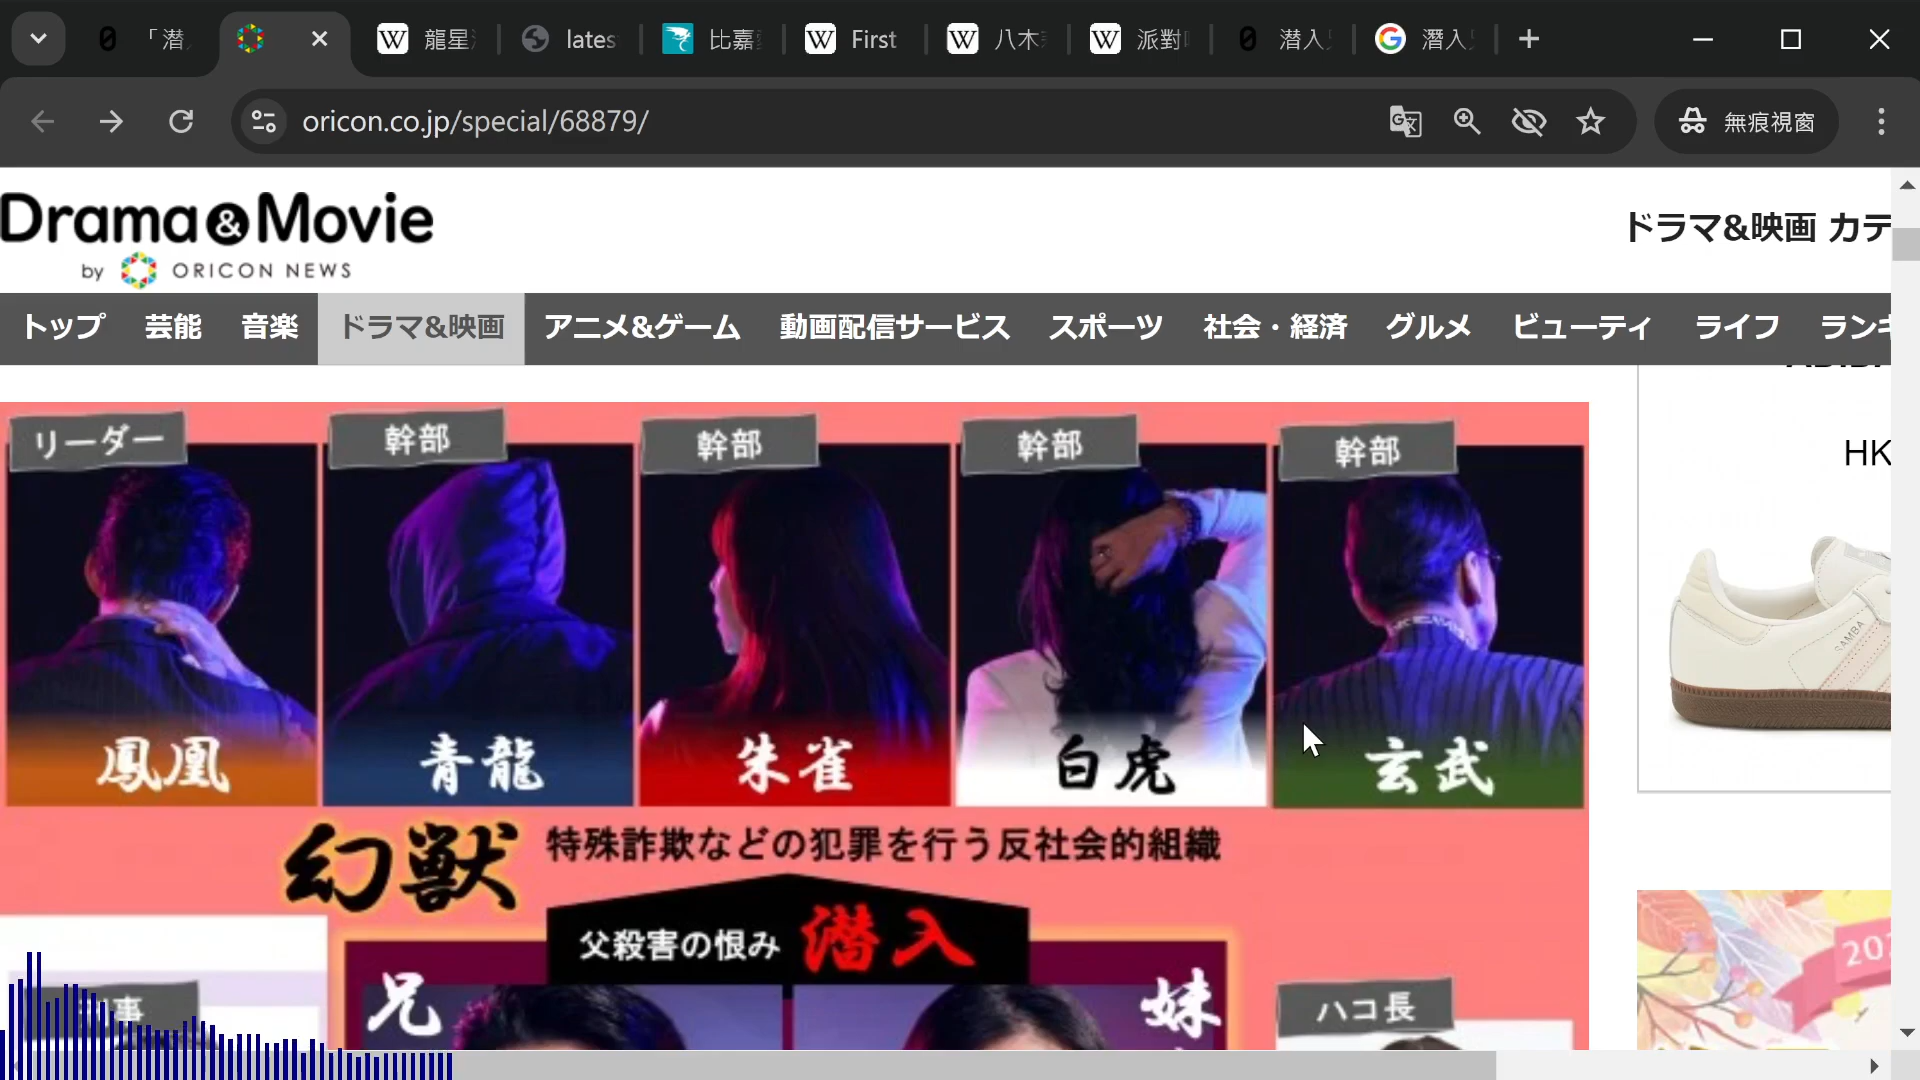 「潜
龍星
lates
比嘉
First
八木
派對
潜入
潛入
oricon.co.jp/special/68879/
無痕視窗
Drama&Movie
by ORICON NEWS
ドラマ&映画 カテ
トップ 芸能 音楽 ドラマ&映画 アニメ&ゲーム 動画配信サービス スポーツ 社会・経済 グルメ ビューティ ライフ ランキ
HK
リーダー 幹部 幹部 幹部 幹部
SAMBA
鳳凰 青龍 朱雀 白虎 玄武
幻獣 特殊詐欺などの犯罪を行う反社会的組織
父殺害の恨み 潜入
兄 妹
事
ハコ長
202